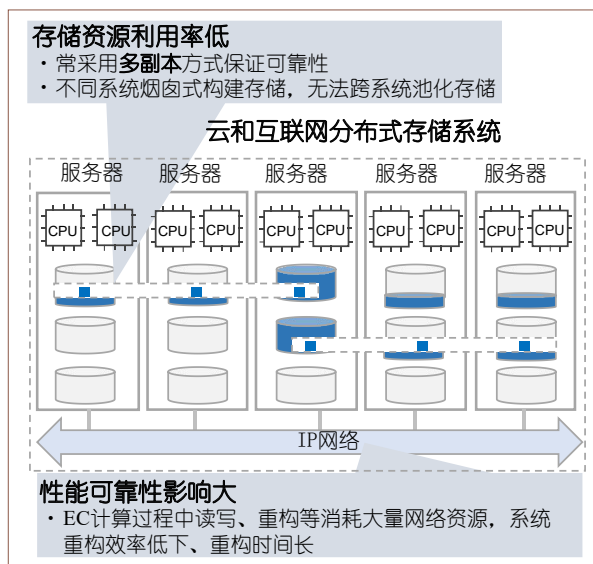 存储资源利用率低
· 常采用多副本方式保证可靠性
· 不同系统烟囱式构建存储，无法跨系统池化存储
云和互联网分布式存储系统
服务器 服务器 服务器 服务器 服务器
CPU CPU CPU CPU CPU CPU CPU CPU CPU CPU
IP网络
性能可靠性影响大
· EC计算过程中读写、重构等消耗大量网络资源，系统
重构效率低下、重构时间长